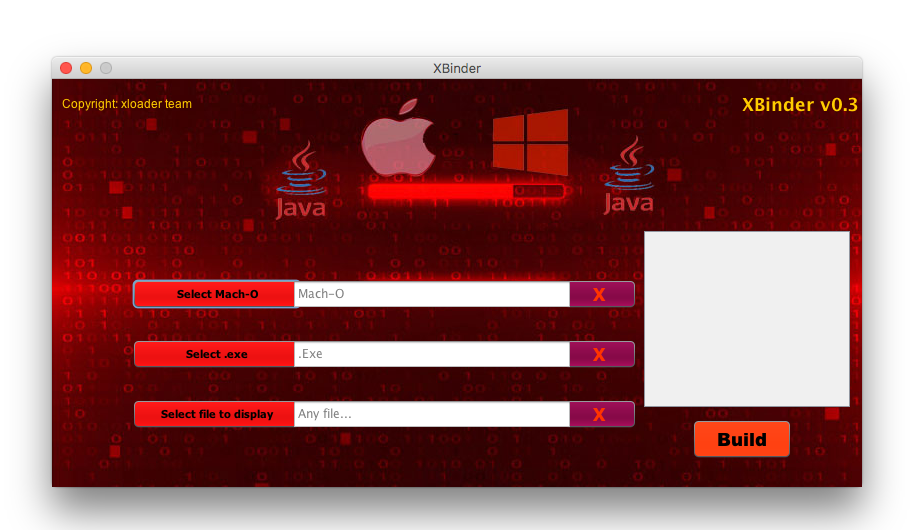 XBinder
Copyright: xloader team
XBinder v0.3
Java
Java
Select Mach-O
Mach-O
X
Select .exe
.Exe
X
Select file to display
Any file...
X
Build